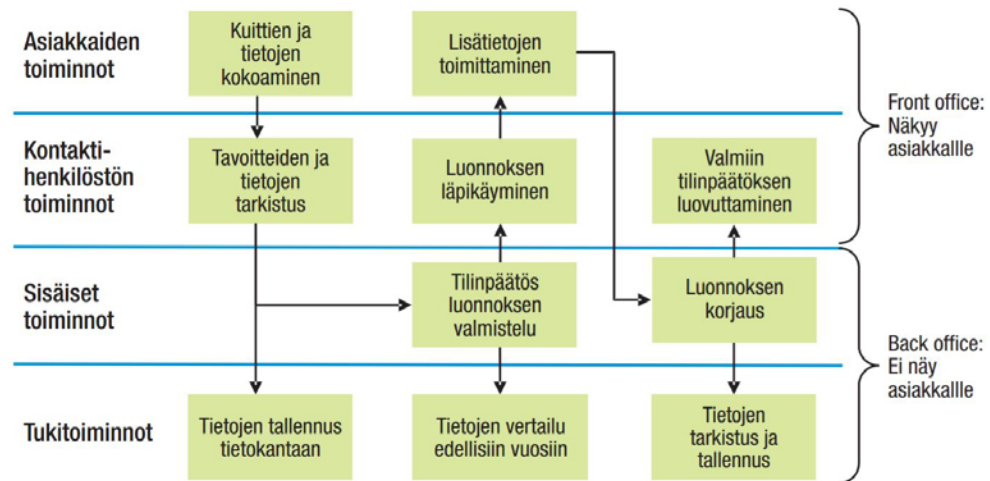 Asiakkaiden
toiminnot
Kuittien ja
tietojen
kokoaminen
Lisätietojen
toimittaminen
Kontakti-
henkilöstön
toiminnot
Tavoitteiden ja
tietojen
tarkistus
Luonnoksen
läpikäyminen
Valmiin
tilinpäätöksen
luovuttaminen
Front office:
Näkyy
asiakkallle
Sisäiset
toiminnot
Tilinpäätös
luonnoksen
valmistelu
Luonnoksen
korjaus
Back office:
Ei näy
asiakkallle
Tukitoiminnot
Tietojen tallennus
tietokantaan
Tietojen vertailu
edellisiin vuosiin
Tietojen
tarkistus ja
tallennus